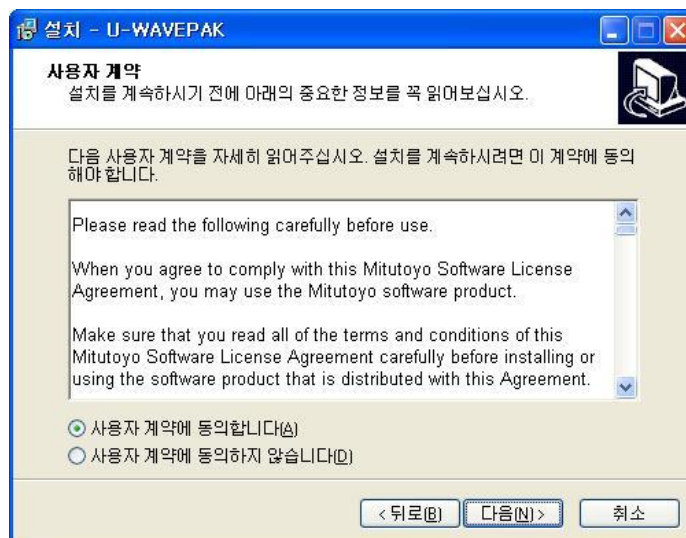 설치 - U-WAVEPAK
사용자 계약
설치를 계속하시기 전에 아래의 중요한 정보를 꼭 읽어보십시오.
다음 사용자 계약을 자세히 읽어주십시오. 설치를 계속하시려면 이 계약에 동의
해야 합니다.
Please read the following carefully before use.
When you agree to comply with this Mitutoyo Software License
Agreement, you may use the Mitutoyo software product.
Make sure that you read all of the terms and conditions of this
Mitutoyo Software License Agreement carefully before installing or
using the software product that is distributed with this Agreement.
사용자 계약에 동의합니다(A)
사용자 계약에 동의하지 않습니다(D)
< 뒤로(B) 다음(N) > 취소